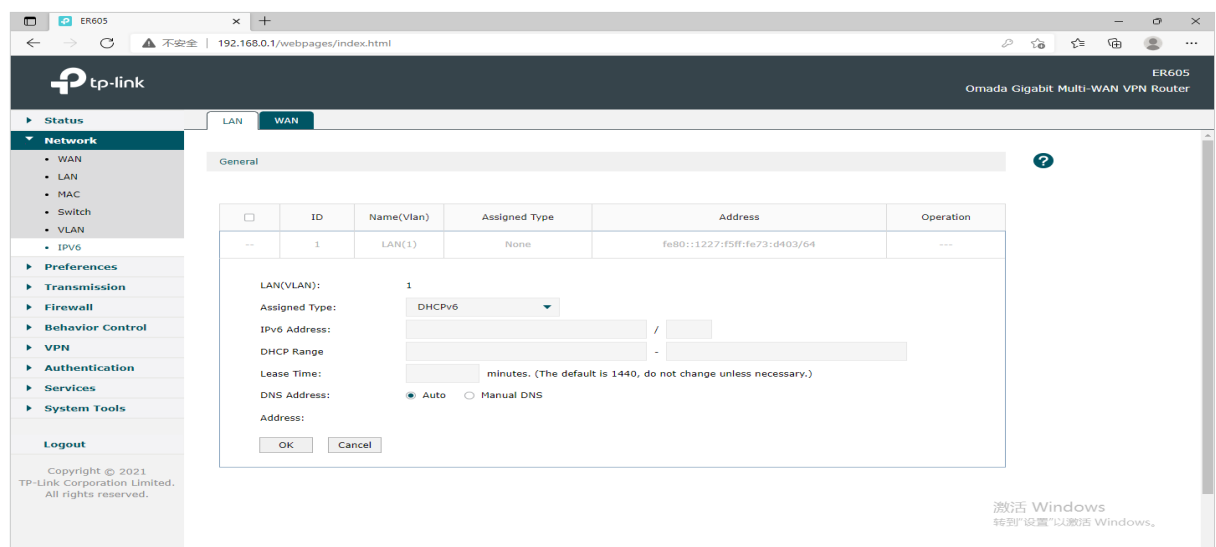 ER605
不安全 | 192.168.0.1/webpages/index.html
tp-link
ER605
Omada Gigabit Multi-WAN VPN Router
Status
Network
WAN
LAN
MAC
Switch
VLAN
IPV6
Preferences
Transmission
Firewall
Behavior Control
VPN
Authentication
Services
System Tools
Logout
Copyright © 2021
TP-Link Corporation Limited.
All rights reserved.
LAN WAN
General
ID Name(Vlan) Assigned Type Address Operation
-- 1 LAN(1) None fe80::1227:f5ff:fe73:d403/64 ---
LAN(VLAN): 1
Assigned Type: DHCPv6
IPv6 Address: /
DHCP Range -
Lease Time: minutes. (The default is 1440, do not change unless necessary.)
DNS Address: Auto Manual DNS
Address:
OK Cancel
激活 Windows
转到"设置"以激活 Windows。